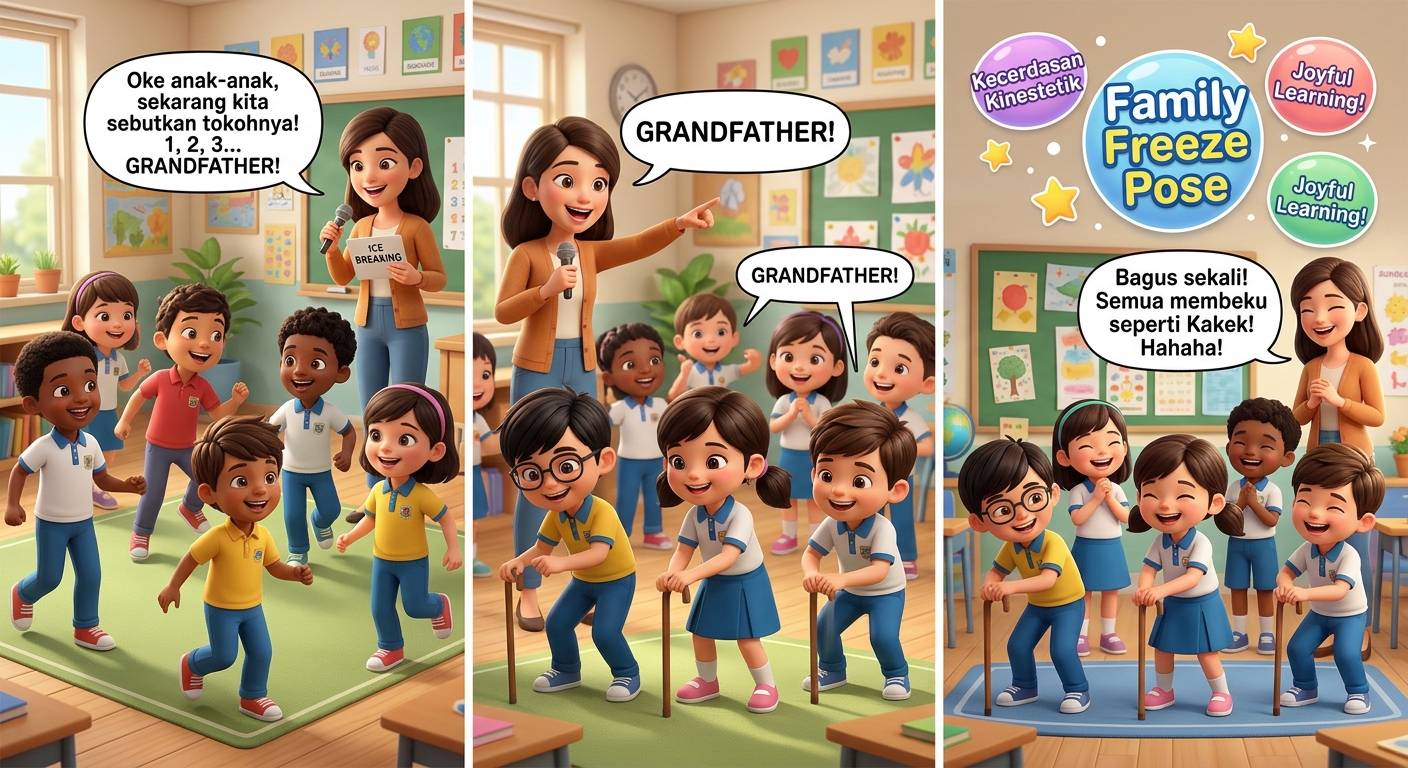 Oke anak-anak,
sekarang kita
sebutkan tokohnya!
1, 2, 3...
GRANDFATHER!
ICE
BREAKING
GRANDFATHER!
GRANDFATHER!
Kecerdasan
Kinestetik
Family
Freeze
Pose
Joyful
Learning!
Joyful
Learning!
Bagus sekali!
Semua membeku
seperti Kakek!
Hahaha!